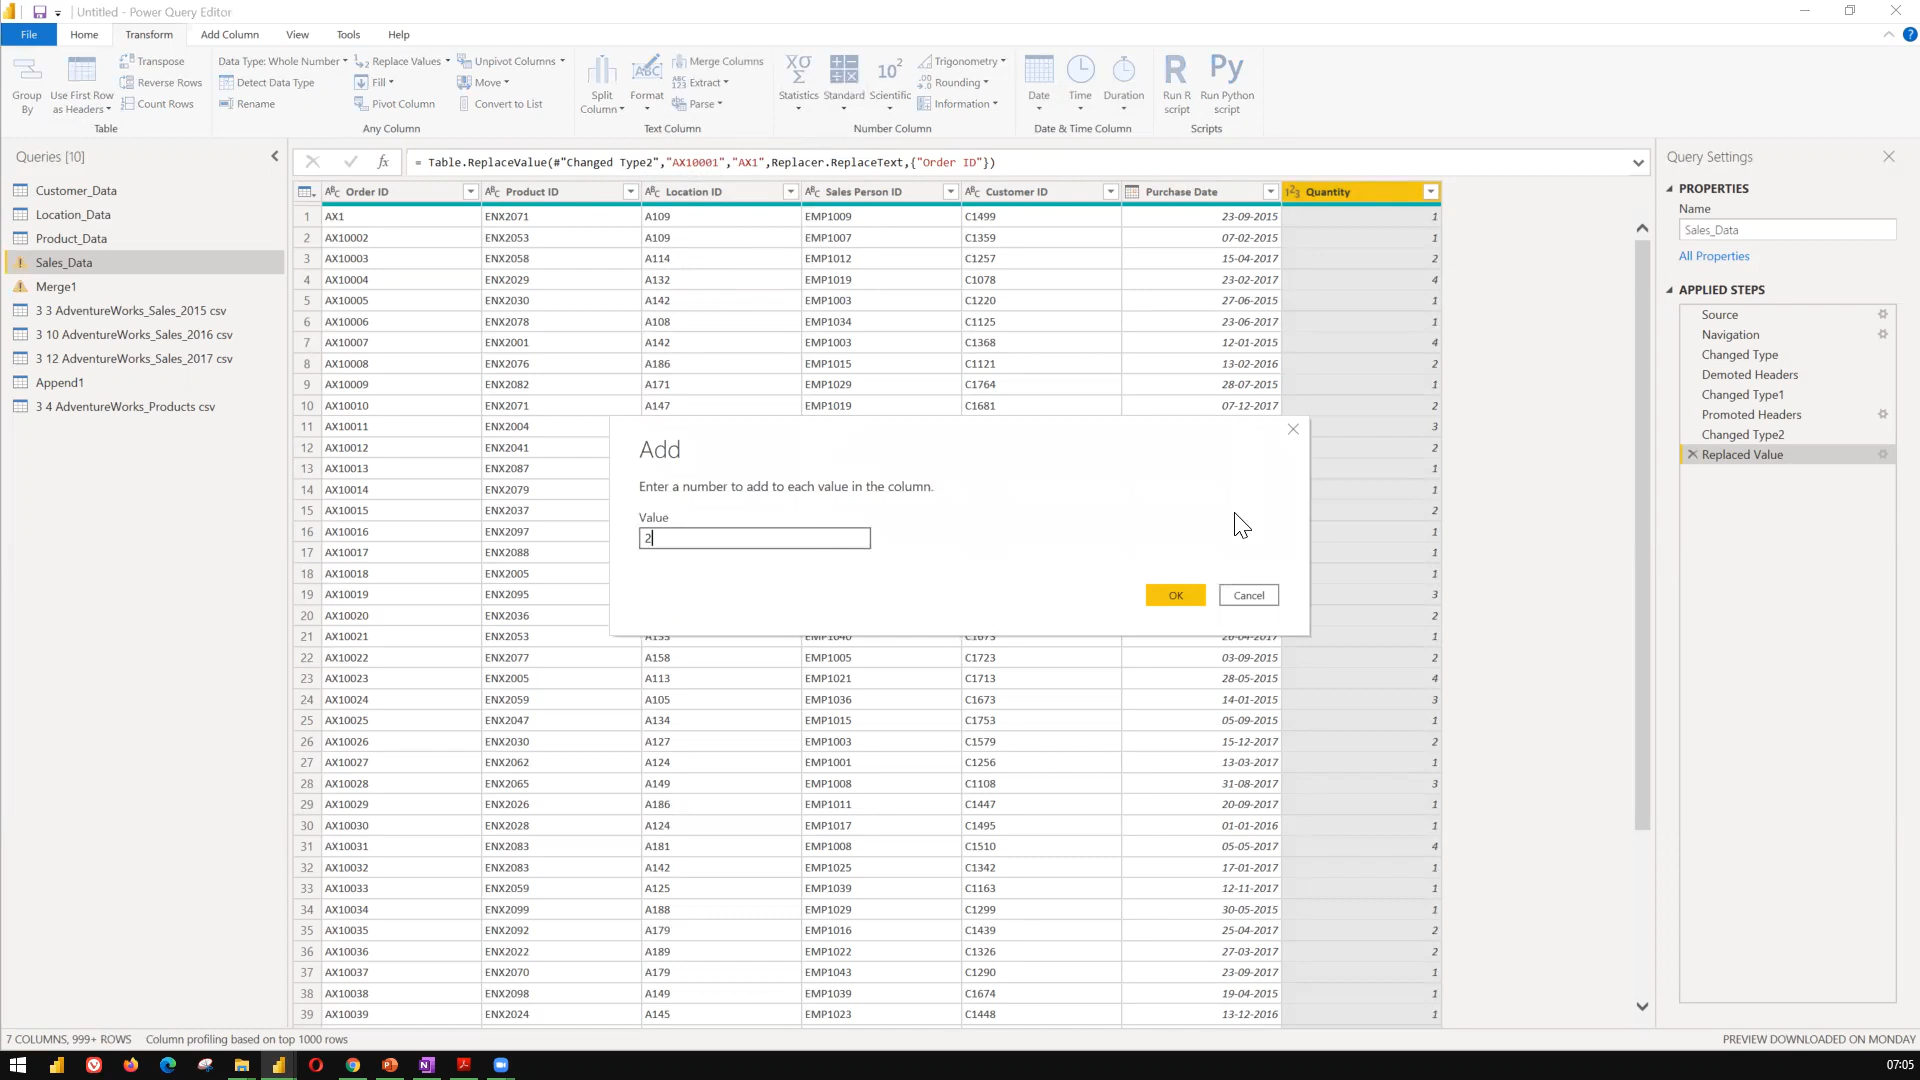 Untitled - Power Query Editor
File Home Transform Add Column View Tools Help
Group By
Use First Row as Headers
Transpose
Reverse Rows
Count Rows
Table
Data Type: Whole Number
Detect Data Type
Rename
Replace Values
Fill
Pivot Column
Unpivot Columns
Move
Convert to List
Any Column
Split Column
Format
Merge Columns
Extract
Parse
Text Column
Statistics
Standard
Scientific
Trigonometry
Rounding
Information
Number Column
Date
Time
Duration
Date & Time Column
Run R script
Run Python script
Scripts
Queries [10]
Customer_Data
Location_Data
Product_Data
Sales_Data
Merge1
3 3 AdventureWorks_Sales_2015 csv
3 10 AdventureWorks_Sales_2016 csv
3 12 AdventureWorks_Sales_2017 csv
Append1
3 4 AdventureWorks_Products csv
= Table.ReplaceValue(#"Changed Type2","AX10001","AX1",Replacer.ReplaceText,{"Order ID"})
Order ID Product ID Location ID Sales Person ID Customer ID Purchase Date Quantity
1 AX1 ENX2071 A109 EMP1009 C1499 23-09-2015 1
2 AX10002 ENX2053 A109 EMP1007 C1359 07-02-2015 1
3 AX10003 ENX2058 A114 EMP1012 C1257 15-04-2017 2
4 AX10004 ENX2029 A132 EMP1019 C1078 23-02-2017 4
5 AX10005 ENX2030 A142 EMP1003 C1220 27-06-2015 1
6 AX10006 ENX2078 A108 EMP1034 C1125 23-06-2017 1
7 AX10007 ENX2001 A142 EMP1003 C1368 12-01-2015 4
8 AX10008 ENX2076 A186 EMP1015 C1121 13-02-2016 2
9 AX10009 ENX2082 A171 EMP1029 C1764 28-07-2015 1
10 AX10010 ENX2071 A147 EMP1019 C1681 07-12-2017 2
11 AX10011 ENX2004 3
12 AX10012 ENX2041 2
13 AX10013 ENX2087 1
14 AX10014 ENX2079 1
15 AX10015 ENX2037 2
16 AX10016 ENX2097 1
17 AX10017 ENX2088 1
18 AX10018 ENX2005 1
19 AX10019 ENX2095 3
20 AX10020 ENX2036 2
21 AX10021 ENX2053 1
22 AX10022 ENX2077 A158 EMP1005 C1723 03-09-2015 2
23 AX10023 ENX2005 A113 EMP1021 C1713 28-05-2015 4
24 AX10024 ENX2059 A105 EMP1036 C1673 14-01-2015 3
25 AX10025 ENX2047 A134 EMP1015 C1753 05-09-2015 1
26 AX10026 ENX2030 A127 EMP1003 C1579 15-12-2017 2
27 AX10027 ENX2062 A124 EMP1001 C1256 13-03-2017 1
28 AX10028 ENX2065 A149 EMP1008 C1108 31-08-2017 3
29 AX10029 ENX2026 A186 EMP1011 C1447 20-09-2017 1
30 AX10030 ENX2028 A124 EMP1017 C1495 01-01-2016 1
31 AX10031 ENX2083 A181 EMP1008 C1510 05-05-2017 4
32 AX10032 ENX2083 A142 EMP1025 C1342 17-01-2017 1
33 AX10033 ENX2059 A125 EMP1039 C1163 12-11-2017 1
34 AX10034 ENX2099 A188 EMP1029 C1299 30-05-2015 1
35 AX10035 ENX2092 A179 EMP1016 C1439 25-04-2017 2
36 AX10036 ENX2022 A189 EMP1022 C1326 27-03-2017 2
37 AX10037 ENX2070 A179 EMP1043 C1290 23-09-2017 1
38 AX10038 ENX2098 A149 EMP1039 C1674 19-04-2015 1
39 AX10039 ENX2024 A145 EMP1023 C1448 13-12-2016 1
Add
Enter a number to add to each value in the column.
Value
2
OK Cancel
Query Settings
PROPERTIES
Name
Sales_Data
All Properties
APPLIED STEPS
Source
Navigation
Changed Type
Demoted Headers
Changed Type1
Promoted Headers
Changed Type2
Replaced Value
7 COLUMNS, 999+ ROWS Column profiling based on top 1000 rows PREVIEW DOWNLOADED ON MONDAY
07:05